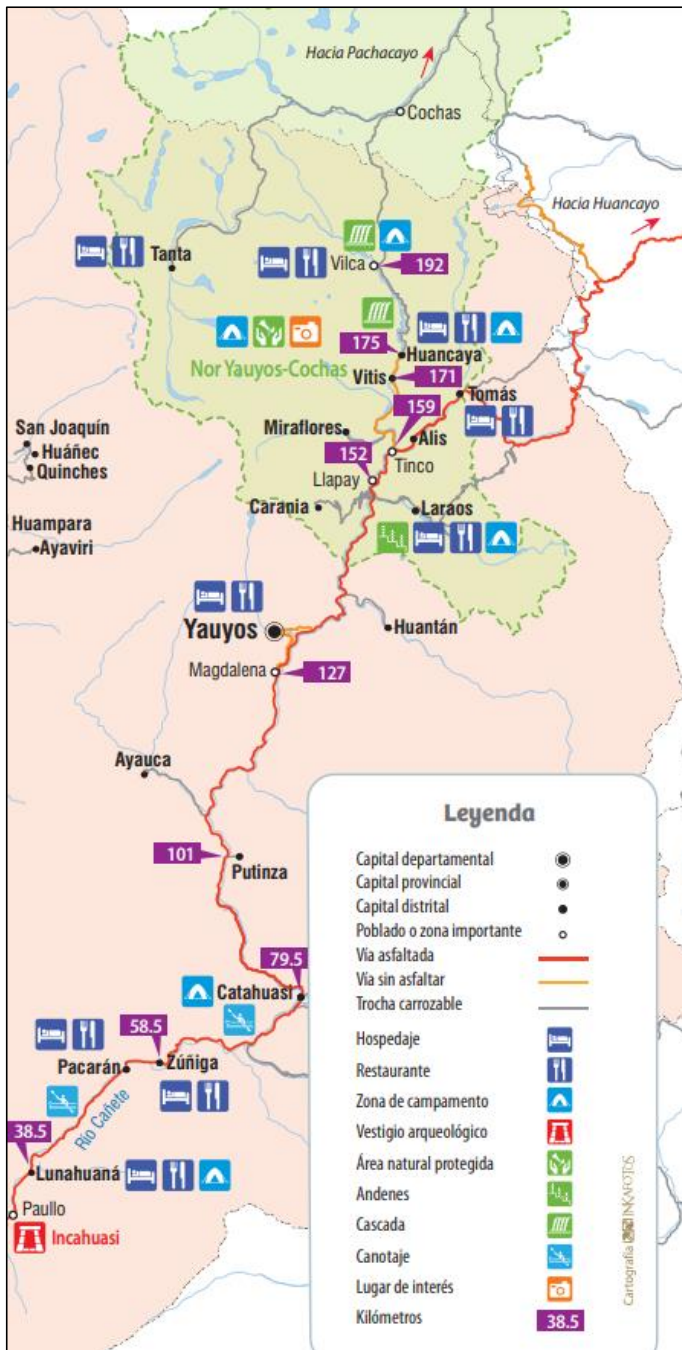 Hacia Pachacayo
Cochas
Hacia Huancayo
Tanta
Vilca
192
175
Huancaya
Nor Yauyos-Cochas
Vitis
171
Tomás
159
San Joaquín
Huáñec
Quinches
Miraflores
Alis
152
Tinco
Llapay
Carania
Laraos
Huampara
Ayaviri
Yauyos
Huantán
Magdalena
127
Ayauca
101
Putinza
79.5
Catahuasi
58.5
Pacarán
Zúñiga
Río Cañete
38.5
Lunahuaná
Paullo
Incahuasi
Leyenda
Capital departamental
Capital provincial
Capital distrital
Poblado o zona importante
Vía asfaltada
Vía sin asfaltar
Trocha carrozable
Hospedaje
Restaurante
Zona de campamento
Vestigio arqueológico
Área natural protegida
Andenes
Cascada
Canotaje
Lugar de interés
Kilómetros
38.5
Cartografía INKAFOTOS